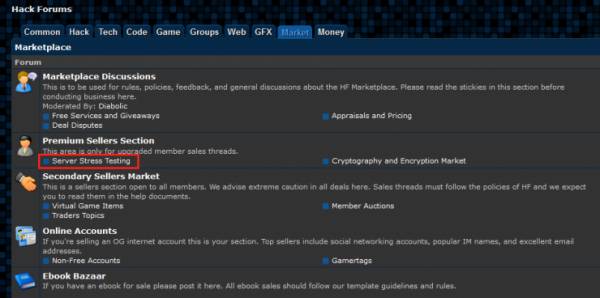 Hack Forums
Common Hack Tech Code Game Groups Web GFX Market Money
Marketplace
Forum
Marketplace Discussions
This is to be used for rules, policies, feedback, and general discussions about the HF Marketplace. Please read the stickies in this section before
conducting business here.
Moderated By: Diabolic
Free Services and Giveaways Appraisals and Pricing
Deal Disputes
Premium Sellers Section
This area is only for upgraded member sales threads.
Server Stress Testing Cryptography and Encryption Market
Secondary Sellers Market
This is a sellers section open to all members. We advise extreme caution in all deals here. Sales threads must follow the policies of HF and we expect
you to read them in the help documents.
Virtual Game Items Member Auctions
Traders Topics
Online Accounts
If you're selling an OG internet account this is your section. Top sellers include social networking accounts, popular IM names, and excellent email
addresses.
Non-Free Accounts Gamertags
Ebook Bazaar
If you have an ebook for sale please post it here. All ebook sales should follow our template guidelines and rules.